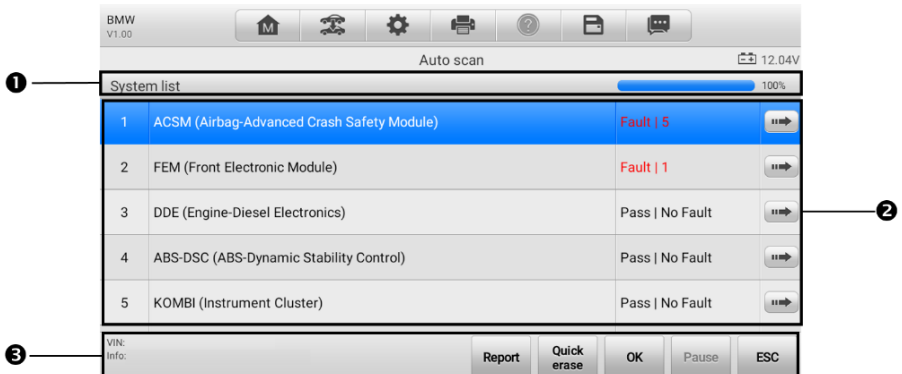 BMW
V1.00
M
?
Auto scan
12.04V
❶
System list
100%
1 ACSM (Airbag-Advanced Crash Safety Module) Fault | 5
2 FEM (Front Electronic Module) Fault | 1
3 DDE (Engine-Diesel Electronics) Pass | No Fault
❷
4 ABS-DSC (ABS-Dynamic Stability Control) Pass | No Fault
5 KOMBI (Instrument Cluster) Pass | No Fault
❸
VIN:
Info:
Report
Quick
erase
OK
Pause
ESC